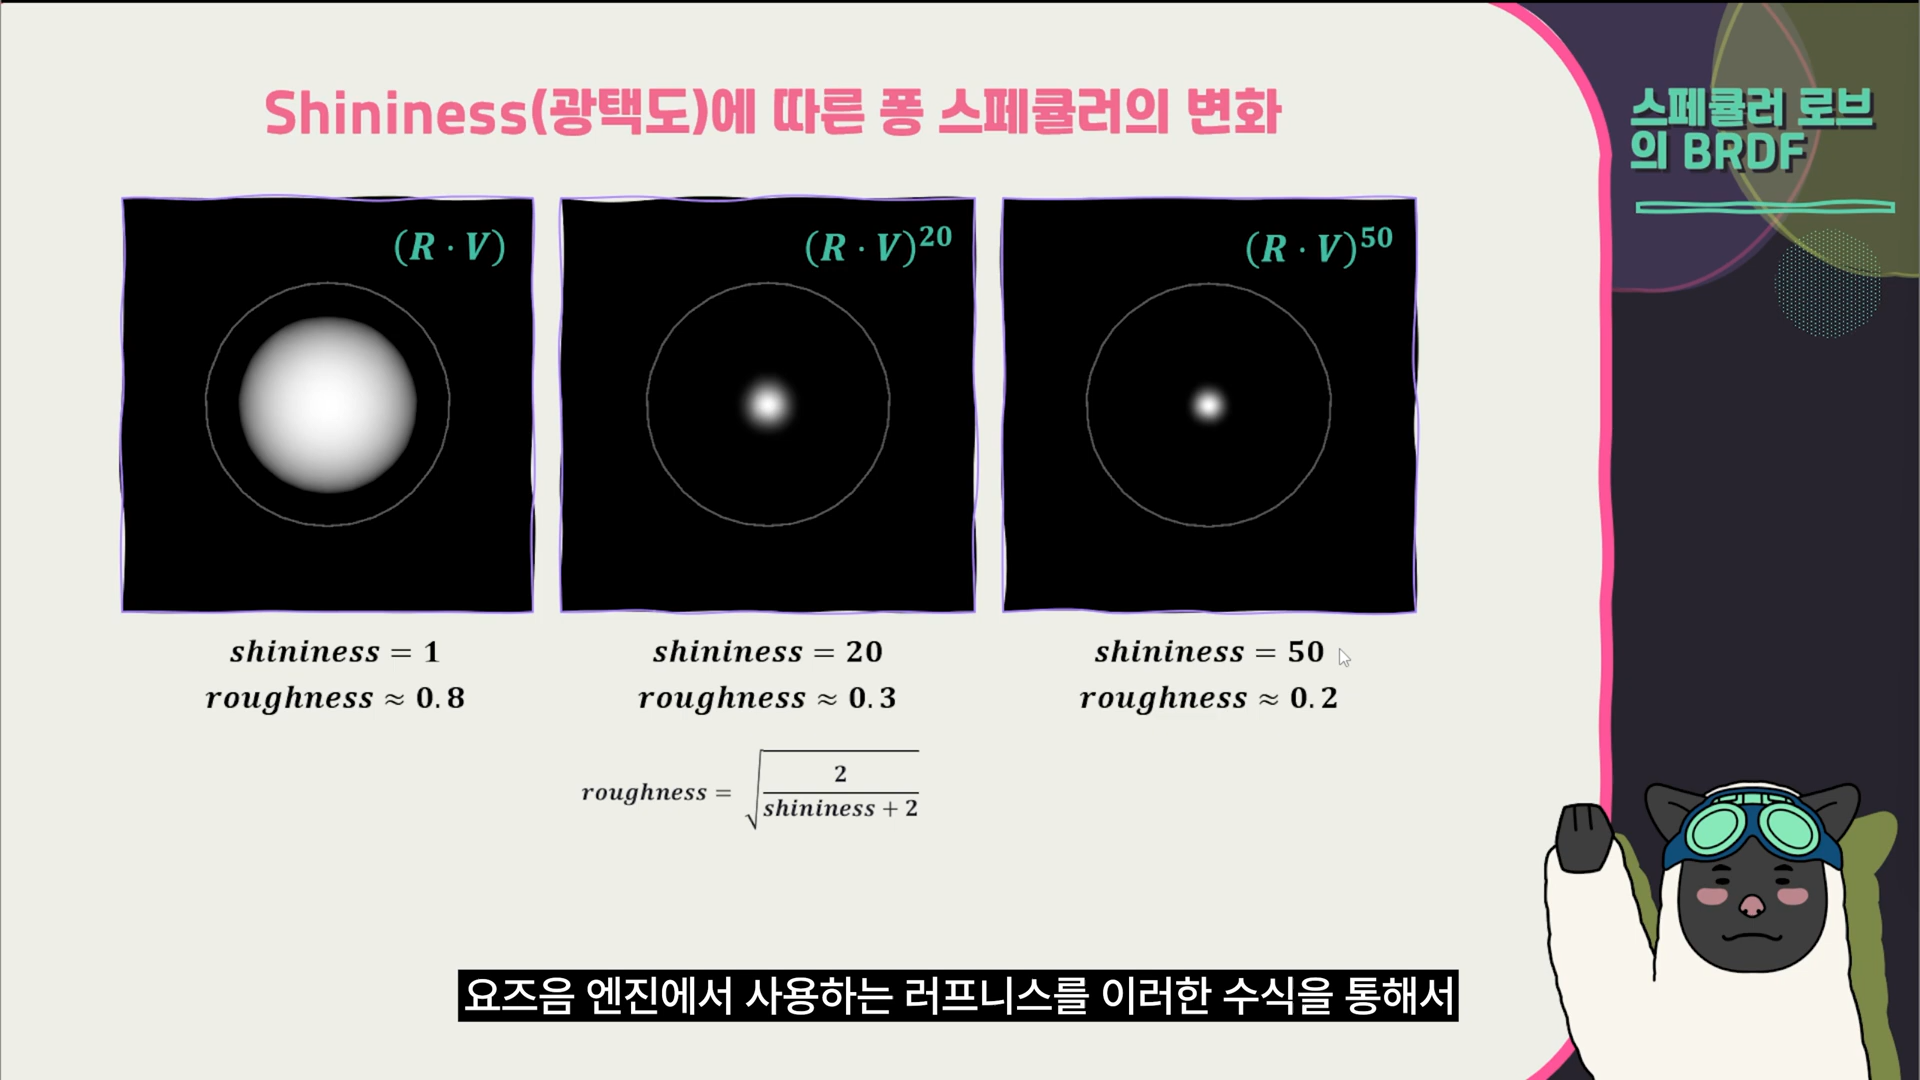 Shininess(광택도)에 따른 퐁 스페큘러의 변화
스페큘러 로브
의 BRDF
(R · V)
(R · V)^20
(R · V)^50
shininess = 1
roughness ≈ 0.8
shininess = 20
roughness ≈ 0.3
shininess = 50
roughness ≈ 0.2
roughness = √(2 / (shininess + 2))
요즈음 엔진에서 사용하는 러프니스를 이러한 수식을 통해서